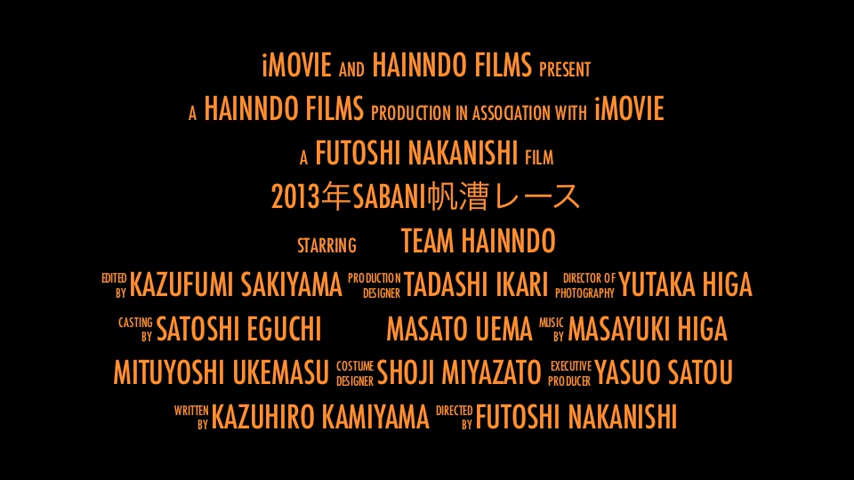 iMOVIE AND HAINNDO FILMS PRESENT
A HAINNDO FILMS PRODUCTION IN ASSOCIATION WITH iMOVIE
A FUTOSHI NAKANISHI FILM
2013年SABANI帆漕レース
STARRING TEAM HAINNDO
EDITED BY KAZUFUMI SAKIYAMA PRODUCTION DESIGNER TADASHI IKARI DIRECTOR OF PHOTOGRAPHY YUTAKA HIGA
CASTING BY SATOSHI EGUCHI MASATO UEMA MUSIC BY MASAYUKI HIGA
MITUYOSHI UKEMASU COSTUME DESIGNER SHOJI MIYAZATO EXECUTIVE PRODUCER YASUO SATOU
WRITTEN BY KAZUHIRO KAMIYAMA DIRECTED BY FUTOSHI NAKANISHI